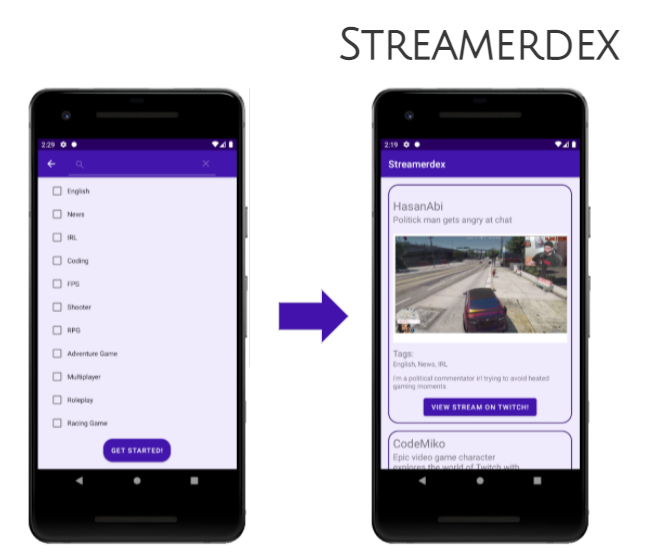 STREAMERDEX
2:29
English
News
IRL
Coding
FPS
Shooter
RPG
Adventure Game
Multiplayer
Roleplay
Racing Game
GET STARTED!
2:19
Streamerdex
HasanAbi
Politick man gets angry at chat
Tags:
English, News, IRL
I'm a political commentator trying to avoid heated
gaming moments
VIEW STREAM ON TWITCH!
CodeMiko
Epic video game character
explores the world of Twitch with